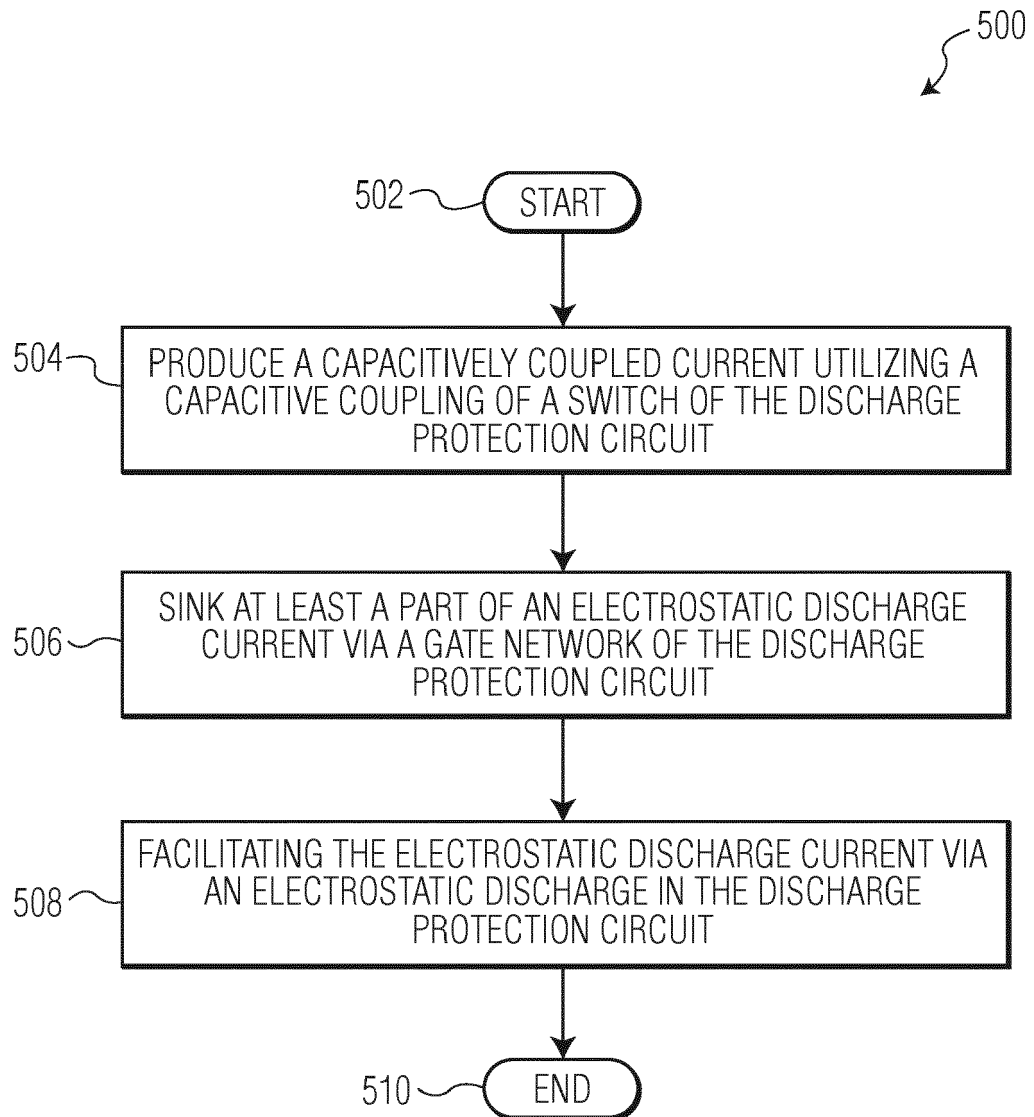 500
502
START
504
PRODUCE A CAPACITIVELY COUPLED CURRENT UTILIZING A
CAPACITIVE COUPLING OF A SWITCH OF THE DISCHARGE
PROTECTION CIRCUIT
506
SINK AT LEAST A PART OF AN ELECTROSTATIC DISCHARGE
CURRENT VIA A GATE NETWORK OF THE DISCHARGE
PROTECTION CIRCUIT
508
FACILITATING THE ELECTROSTATIC DISCHARGE CURRENT VIA
AN ELECTROSTATIC DISCHARGE IN THE DISCHARGE
PROTECTION CIRCUIT
510
END